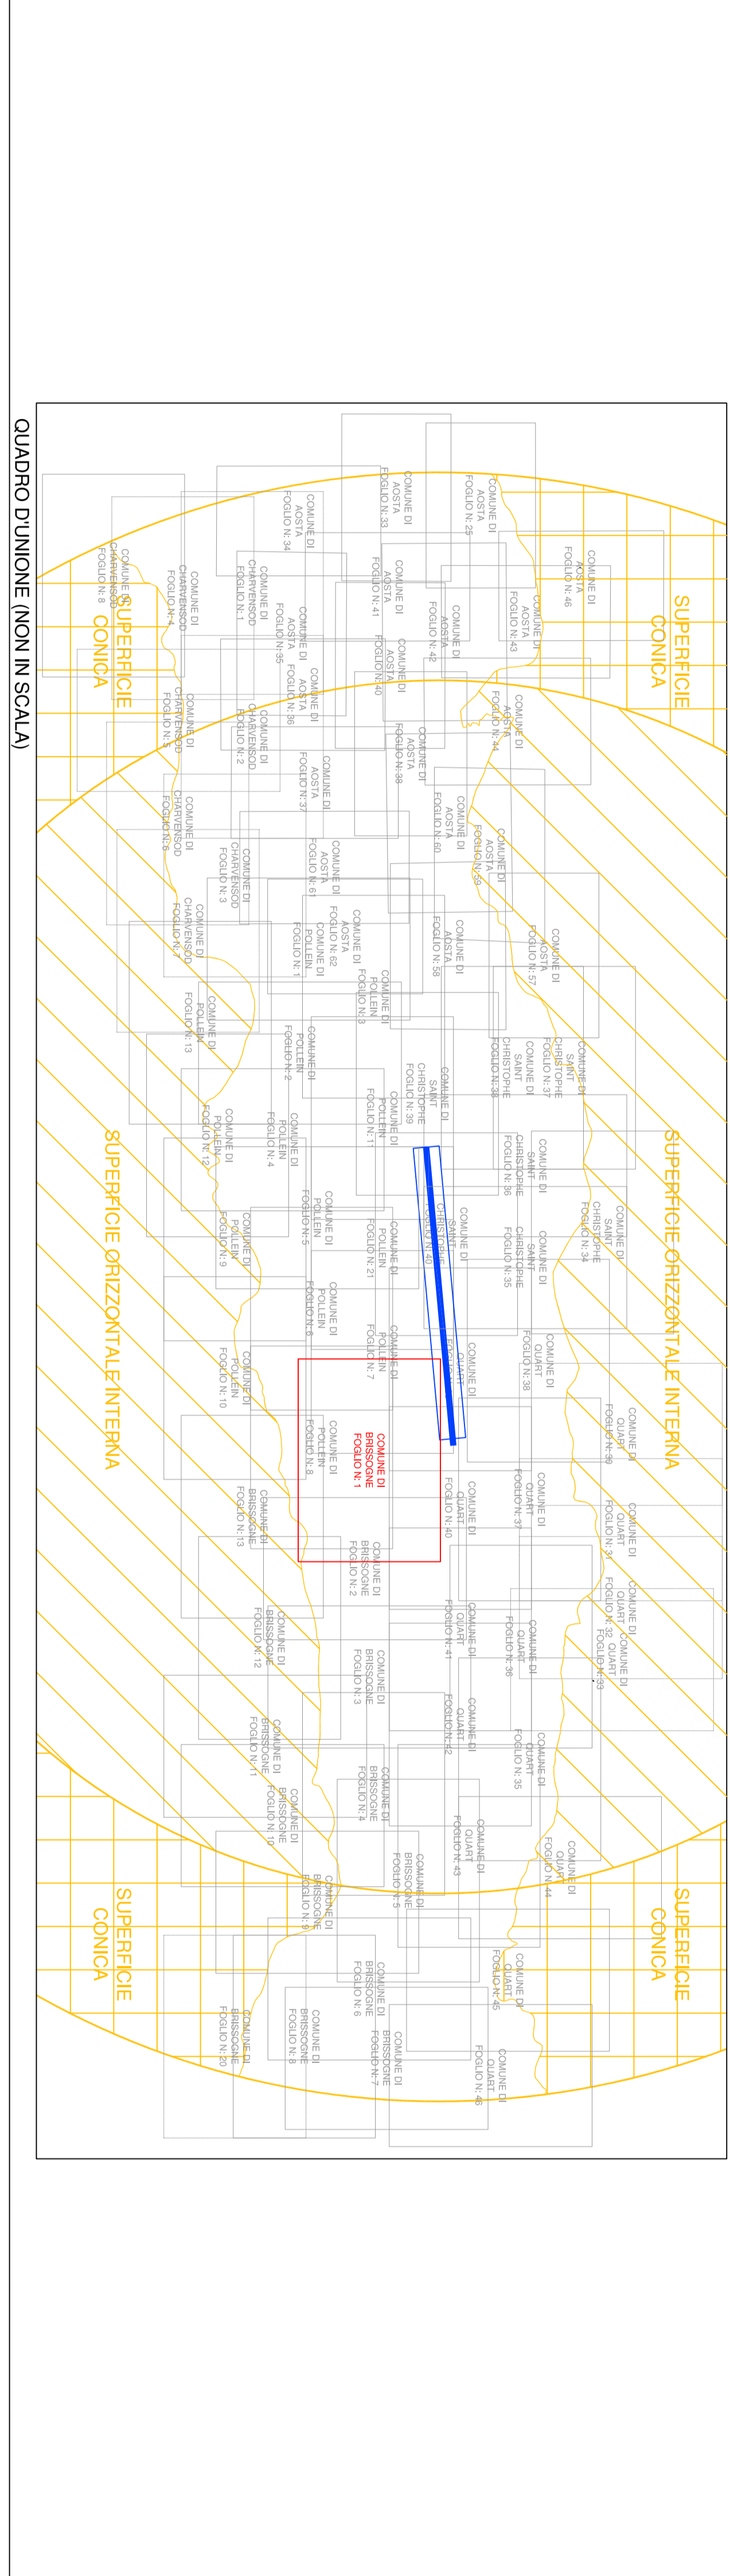 SUPERFICIE
CONICA
SUPERFICIE ORIZZONTALE INTERNA
SUPERFICIE
CONICA
COMUNE DI
AOSTA
FOGLIO N: 46
COMUNE DI
SAINT
CHRISTOPHE
FOGLIO N: 37
COMUNE DI
SAINT
CHRISTOPHE
FOGLIO N: 34
COMUNE DI
QUART
FOGLIO N: 30
COMUNE DI
QUART
FOGLIO N: 31
COMUNE DI
QUART
FOGLIO N: 32
COMUNE DI
QUART
FOGLIO N:33
COMUNE DI
AOSTA
FOGLIO N: 25
COMUNE DI
AOSTA
FOGLIO N: 43
COMUNE DI
AOSTA
FOGLIO N: 44
COMUNE DI
AOSTA
FOGLIO N: 59
COMUNE DI
AOSTA
FOGLIO N: 57
COMUNE DI
SAINT
CHRISTOPHE
FOGLIO N: 38
COMUNE DI
SAINT
CHRISTOPHE
FOGLIO N: 36
COMUNE DI
SAINT
CHRISTOPHE
FOGLIO N: 35
COMUNE DI
QUART
FOGLIO N: 38
COMUNE DI
QUART
FOGLIO N: 37
COMUNE DI
QUART
FOGLIO N: 36
COMUNE DI
QUART
FOGLIO N: 35
COMUNE DI
QUART
FOGLIO N: 44
COMUNE DI
QUART
FOGLIO N: 45
COMUNE DI
QUART
FOGLIO N: 46
COMUNE DI
AOSTA
FOGLIO N: 33
COMUNE DI
AOSTA
FOGLIO N: 41
COMUNE DI
AOSTA
FOGLIO N: 42
COMUNE DI
AOSTA
FOGLIO N: 40
COMUNE DI
AOSTA
FOGLIO N: 38
COMUNE DI
AOSTA
FOGLIO N: 60
COMUNE DI
AOSTA
FOGLIO N: 58
COMUNE DI
SAINT
CHRISTOPHE
FOGLIO N: 39
COMUNE DI
SAINT
CHRISTOPHE
FOGLIO N: 40
COMUNE DI
QUART
FOGLIO
COMUNE DI
QUART
FOGLIO N: 40
COMUNE DI
QUART
FOGLIO N: 41
COMUNE DI
QUART
FOGLIO N: 42
COMUNE DI
QUART
FOGLIO N: 43
COMUNE DI
AOSTA
FOGLIO N: 34
COMUNE DI
AOSTA
FOGLIO N:35
COMUNE DI
AOSTA
FOGLIO N: 36
COMUNE DI
AOSTA
FOGLIO N: 37
COMUNE DI
AOSTA
FOGLIO N: 61
COMUNE DI
AOSTA
FOGLIO N: 62
COMUNE DI
POLLEIN
FOGLIO N: 1
COMUNE DI
POLLEIN
FOGLIO N: 3
COMUNE DI
POLLEIN
FOGLIO N: 11
COMUNE DI
POLLEIN
FOGLIO N: 21
COMUNE DI
POLLEIN
FOGLIO N: 7
COMUNE DI
BRISSOGNE
FOGLIO N: 1
COMUNE DI
BRISSOGNE
FOGLIO N: 2
COMUNE DI
BRISSOGNE
FOGLIO N: 3
COMUNE DI
BRISSOGNE
FOGLIO N: 4
COMUNE DI
BRISSOGNE
FOGLIO N: 5
COMUNE DI
BRISSOGNE
FOGLIO N: 6
COMUNE DI
BRISSOGNE
FOGLIO N: 7
COMUNE DI
CHARVENSOD
FOGLIO N: 1
COMUNE DI
CHARVENSOD
FOGLIO N: 2
COMUNE DI
CHARVENSOD
FOGLIO N: 3
COMUNE DI
POLLEIN
FOGLIO N: 2
COMUNE DI
POLLEIN
FOGLIO N: 4
COMUNE DI
POLLEIN
FOGLIO N: 5
COMUNE DI
POLLEIN
FOGLIO N: 6
COMUNE DI
POLLEIN
FOGLIO N: 8
COMUNE DI
BRISSOGNE
FOGLIO N: 13
COMUNE DI
BRISSOGNE
FOGLIO N: 12
COMUNE DI
BRISSOGNE
FOGLIO N: 11
COMUNE DI
BRISSOGNE
FOGLIO N: 10
COMUNE DI
BRISSOGNE
FOGLIO N: 9
COMUNE DI
BRISSOGNE
FOGLIO N: 8
COMUNE DI
BRISSOGNE
FOGLIO N: 20
COMUNE DI
CHARVENSOD
FOGLIO N: 8
COMUNE DI
CHARVENSOD
FOGLIO N: 4
COMUNE DI
CHARVENSOD
FOGLIO N: 5
COMUNE DI
CHARVENSOD
FOGLIO N: 6
COMUNE DI
CHARVENSOD
FOGLIO N: 7
COMUNE DI
POLLEIN
FOGLIO N: 13
COMUNE DI
POLLEIN
FOGLIO N: 12
COMUNE DI
POLLEIN
FOGLIO N: 9
COMUNE DI
POLLEIN
FOGLIO N: 10
SUPERFICIE
CONICA
SUPERFICIE ORIZZONTALE INTERNA
SUPERFICIE
CONICA
QUADRO D'UNIONE (NON IN SCALA)